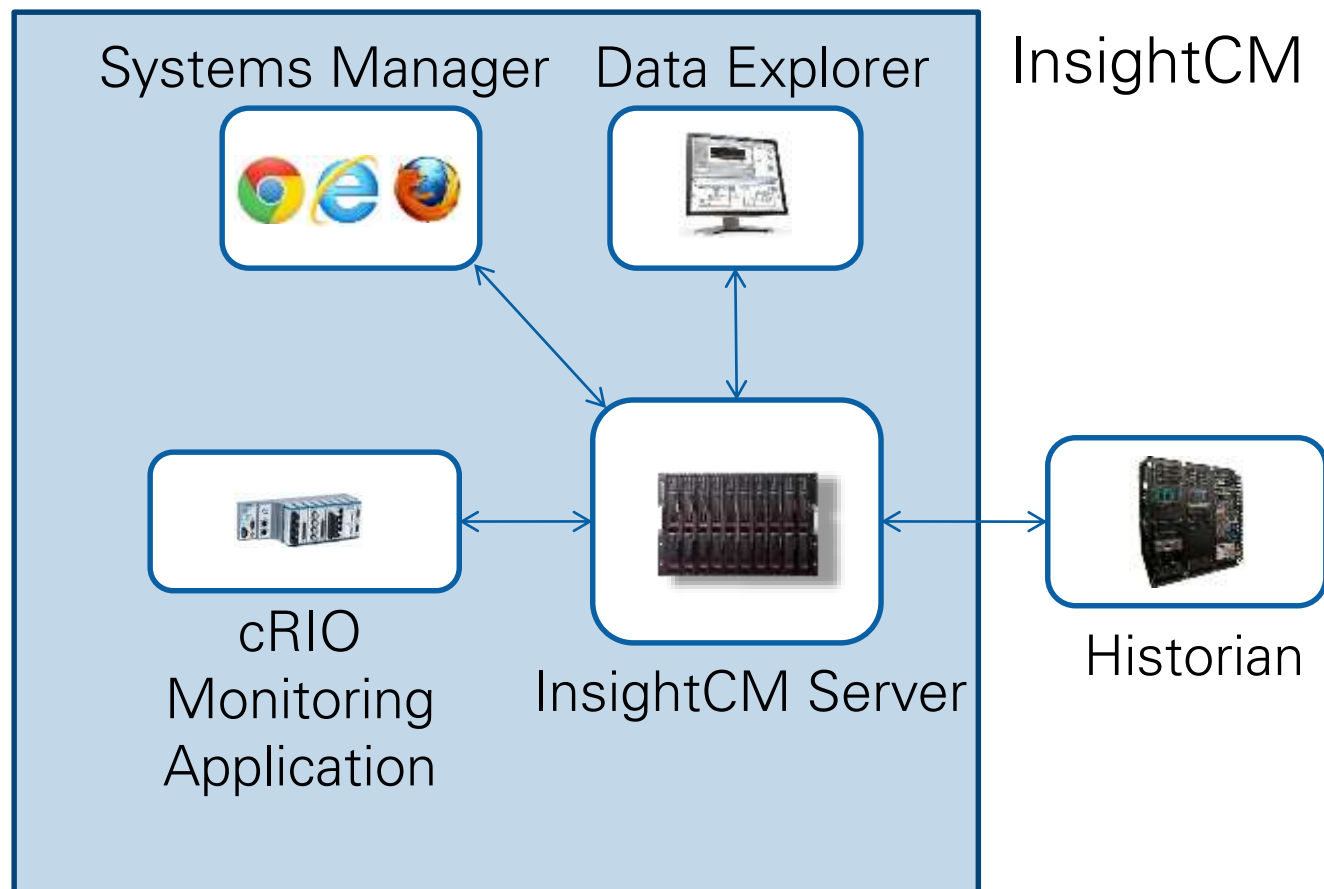 Systems Manager
Data Explorer
InsightCM
cRIO
Monitoring
Application
InsightCM Server
Historian